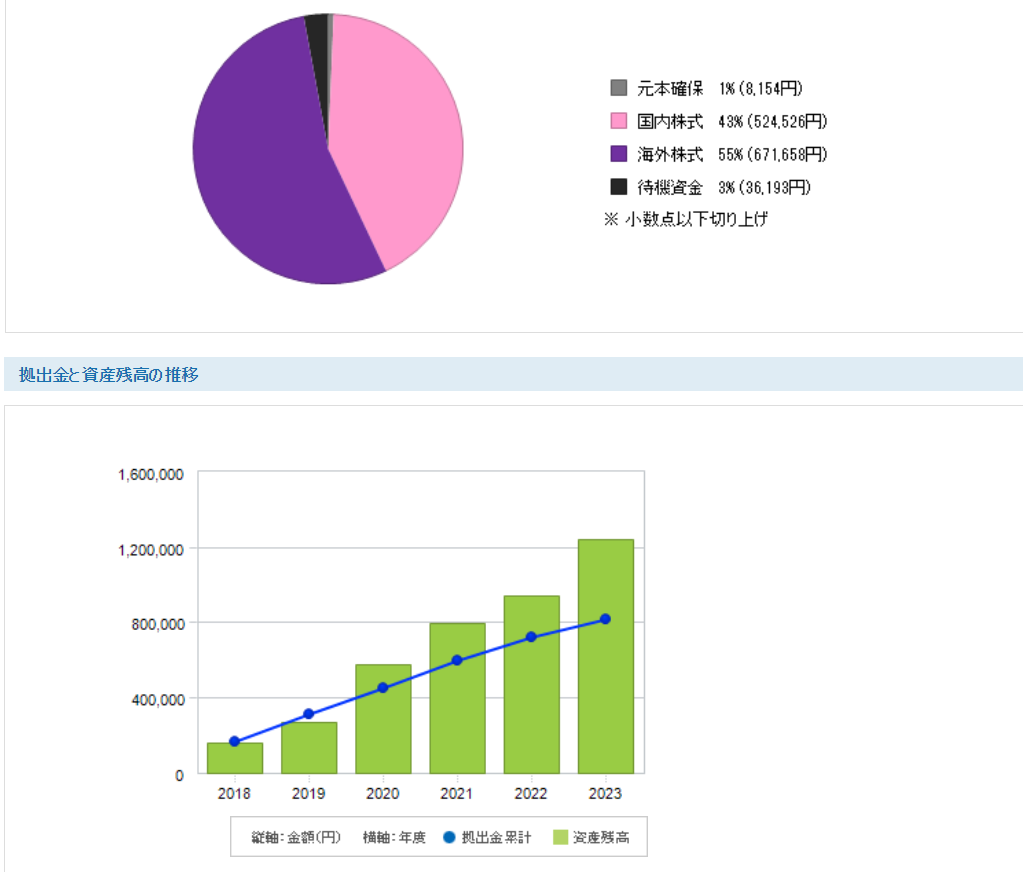 元本確保 1% (8,154円)
国内株式 43% (524,526円)
海外株式 55% (671,658円)
待機資金 3% (36,193円)
※ 小数点以下切り上げ
拠出金と資産残高の推移
1,600,000
1,200,000
800,000
400,000
0
2018 2019 2020 2021 2022 2023
縦軸:金額(円) 横軸:年度 拠出金累計 資産残高